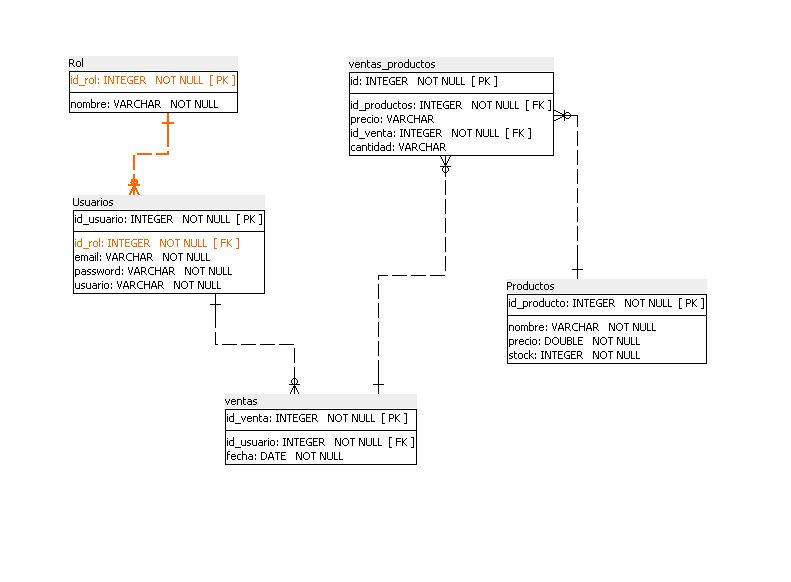 Rol
id_rol: INTEGER NOT NULL [ PK ]
nombre: VARCHAR NOT NULL
ventas_productos
id: INTEGER NOT NULL [ PK ]
id_productos: INTEGER NOT NULL [ FK ]
precio: VARCHAR
id_venta: INTEGER NOT NULL [ FK ]
cantidad: VARCHAR
Usuarios
id_usuario: INTEGER NOT NULL [ PK ]
id_rol: INTEGER NOT NULL [ FK ]
email: VARCHAR NOT NULL
password: VARCHAR NOT NULL
usuario: VARCHAR NOT NULL
Productos
id_producto: INTEGER NOT NULL [ PK ]
nombre: VARCHAR NOT NULL
precio: DOUBLE NOT NULL
stock: INTEGER NOT NULL
ventas
id_venta: INTEGER NOT NULL [ PK ]
id_usuario: INTEGER NOT NULL [ FK ]
fecha: DATE NOT NULL